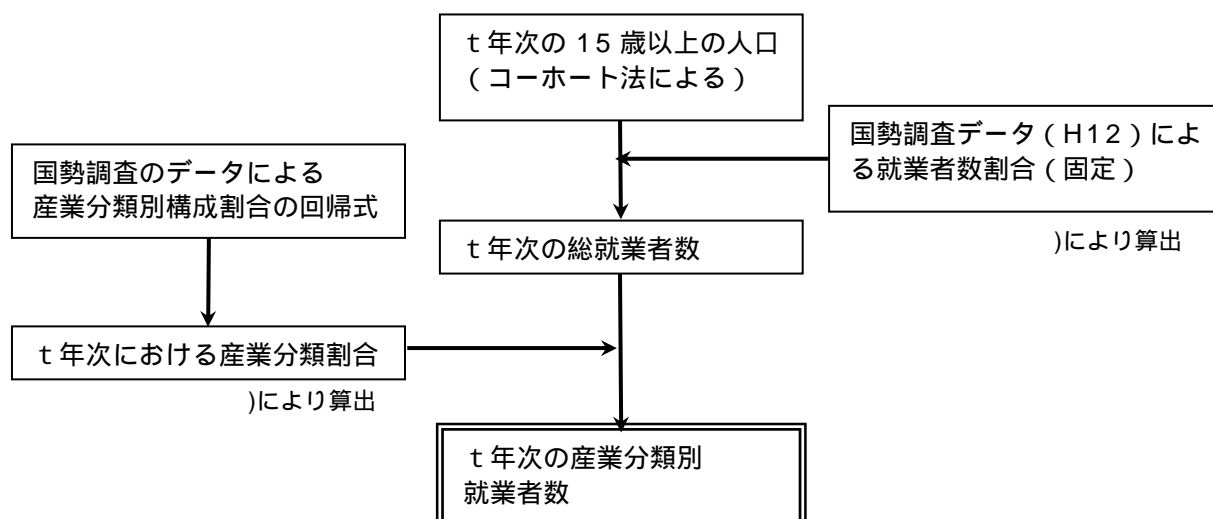 t年次の15歳以上の人口
(コーホート法による)
国勢調査データ(H12)によ
る就業者数割合(固定)
)により算出
国勢調査のデータによる
産業分類別構成割合の回帰式
t年次の総就業者数
t年次における産業分類割合
)により算出
t年次の産業分類別
就業者数